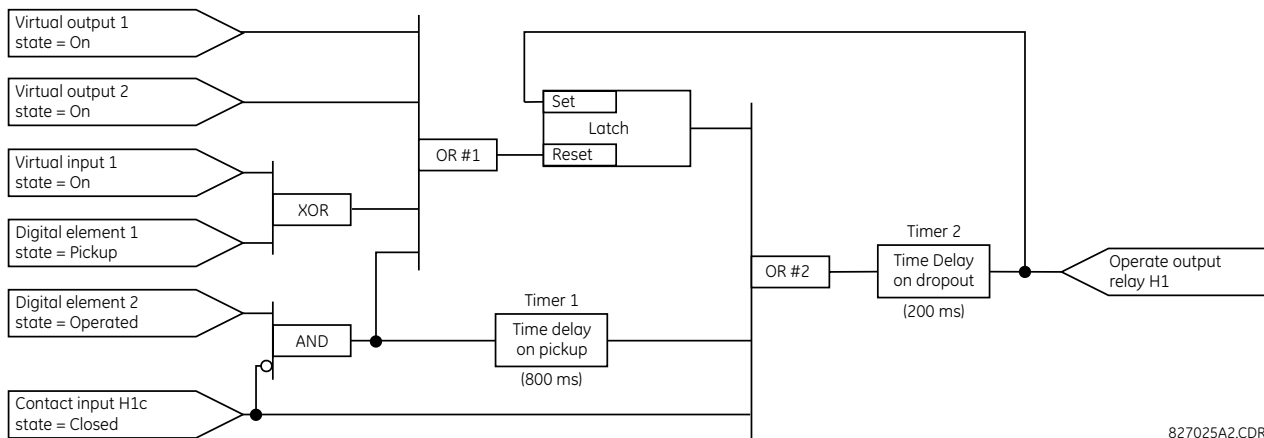 Virtual output 1
state = On
Virtual output 2
state = On
Virtual input 1
state = On
Digital element 1
state = Pickup
Digital element 2
state = Operated
Contact input H1c
state = Closed
XOR
AND
OR #1
Set
Latch
Reset
Timer 1
Time delay
on pickup
(800 ms)
OR #2
Timer 2
Time Delay
on dropout
(200 ms)
Operate output
relay H1
827025A2.CDR